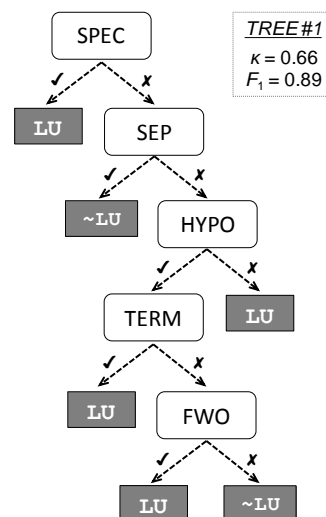 SPEC
TREE#1
κ = 0.66
F₁ = 0.89
✓ ✗
LU
SEP
✓ ✗
~LU
HYPO
✓ ✗
TERM
LU
✓ ✗
LU
FWO
✓ ✗
LU ~LU